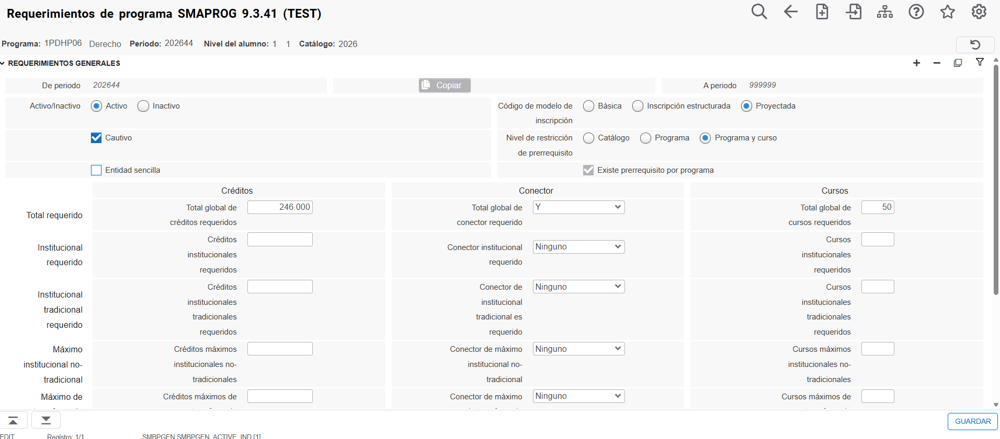 Requerimientos de programa SMAPROG 9.3.41 (TEST)
Programa: 1PDHP06 Derecho Periodo: 202644 Nivel del alumno: 1 1 Catálogo: 2026
REQUERIMIENTOS GENERALES
De periodo 202644 Copiar A periodo 999999
Activo/Inactivo Activo Inactivo
Código de modelo de inscripción Básica Inscripción estructurada Proyectada
Cautivo
Nivel de restricción de prerrequisito Catálogo Programa Programa y curso
Entidad sencilla
Existe prerrequisito por programa
Créditos Conector Cursos
Total requerido
Total global de
créditos requeridos
246.000
Total global de
conector requerido
Y
Total global de
cursos requeridos
50
Institucional
requerido
Créditos
institucionales
requeridos
Conector institucional
requerido
Ninguno
Cursos
institucionales
requeridos
Institucional
tradicional
requerido
Créditos
institucionales
tradicionales
requeridos
Conector de
institucional
tradicional es
requerido
Ninguno
Cursos
institucionales
tradicionales
requeridos
Máximo
institucional no-
tradicional
Créditos máximos
institucionales no-
tradicionales
Conector de máximo
institucional no-
tradicional
Ninguno
Cursos máximos
institucionales no-
tradicionales
Máximo de
Créditos máximos de
Conector de máximo
Ninguno
Cursos máximos de
GUARDAR
EDIT Registro: 1/1 SMBPGEN.SMBPGEN_ACTIVE_IND [1]